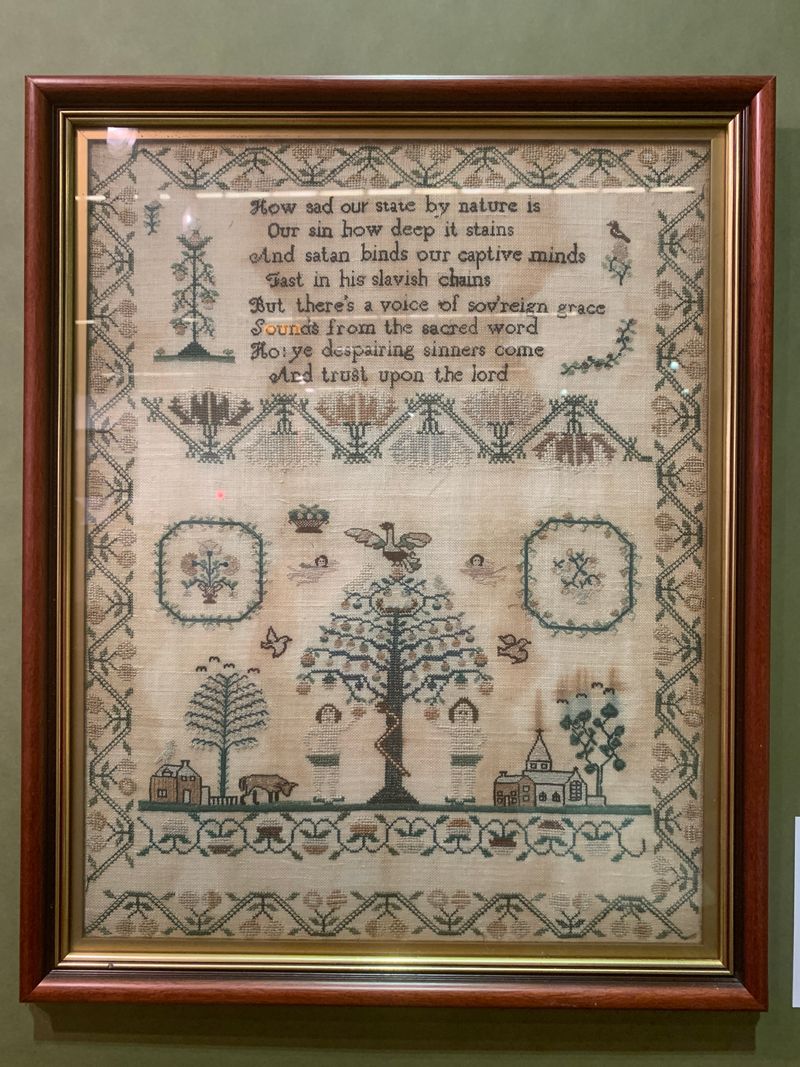 How sad our state by nature is
Our sin how deep it stains
And satan binds our captive minds
Fast in his slavish chains
But there's a voice of sov'reign grace
Sounds from the sacred word
Ho! ye despairing sinners come
And trust upon the lord